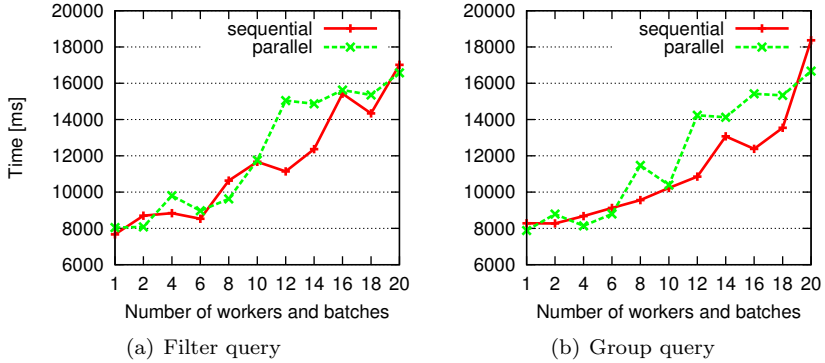 20000
18000
16000
14000
12000
10000
8000
6000
Time [ms]
sequential
parallel
1 2 4 6 8 10 12 14 16 18 20
Number of workers and batches
(a) Filter query
20000
18000
16000
14000
12000
10000
8000
6000
sequential
parallel
1 2 4 6 8 10 12 14 16 18 20
Number of workers and batches
(b) Group query